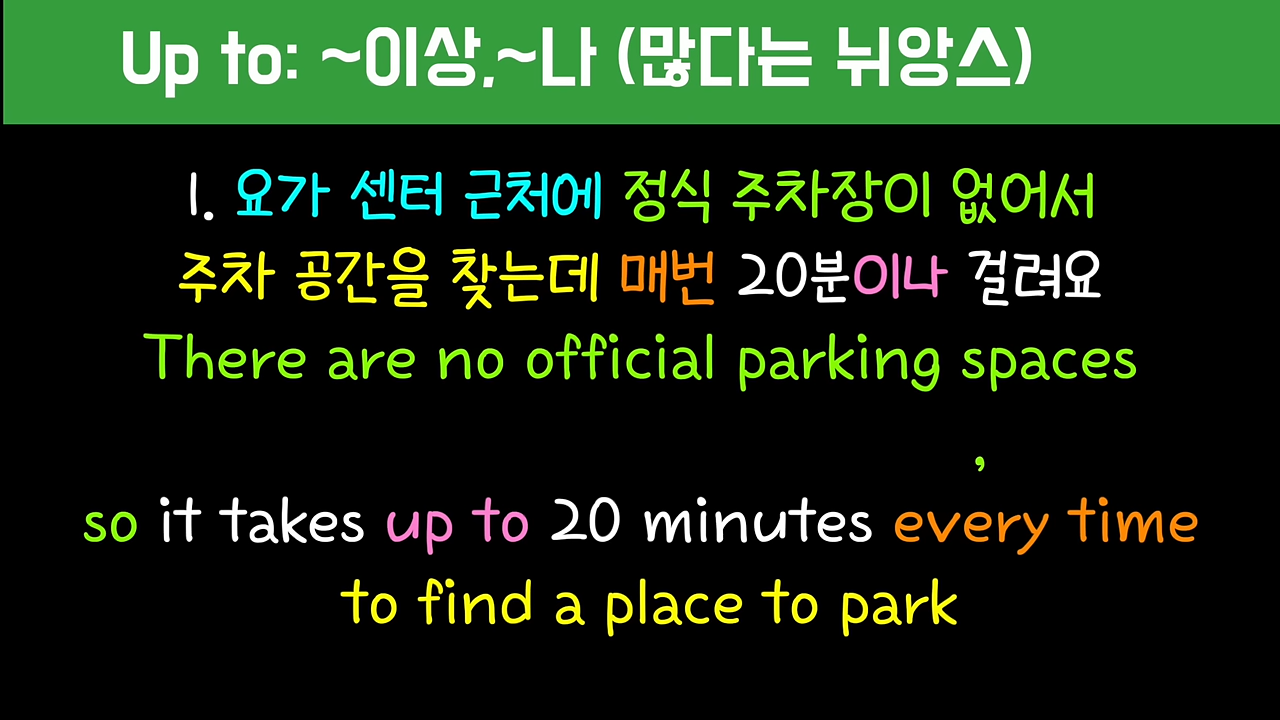 Up to: ~이상,~나 (많다는 뉘앙스)
1. 요가 센터 근처에 정식 주차장이 없어서
주차 공간을 찾는데 매번 20분이나 걸려요
There are no official parking spaces
,
so it takes up to 20 minutes every time
to find a place to park